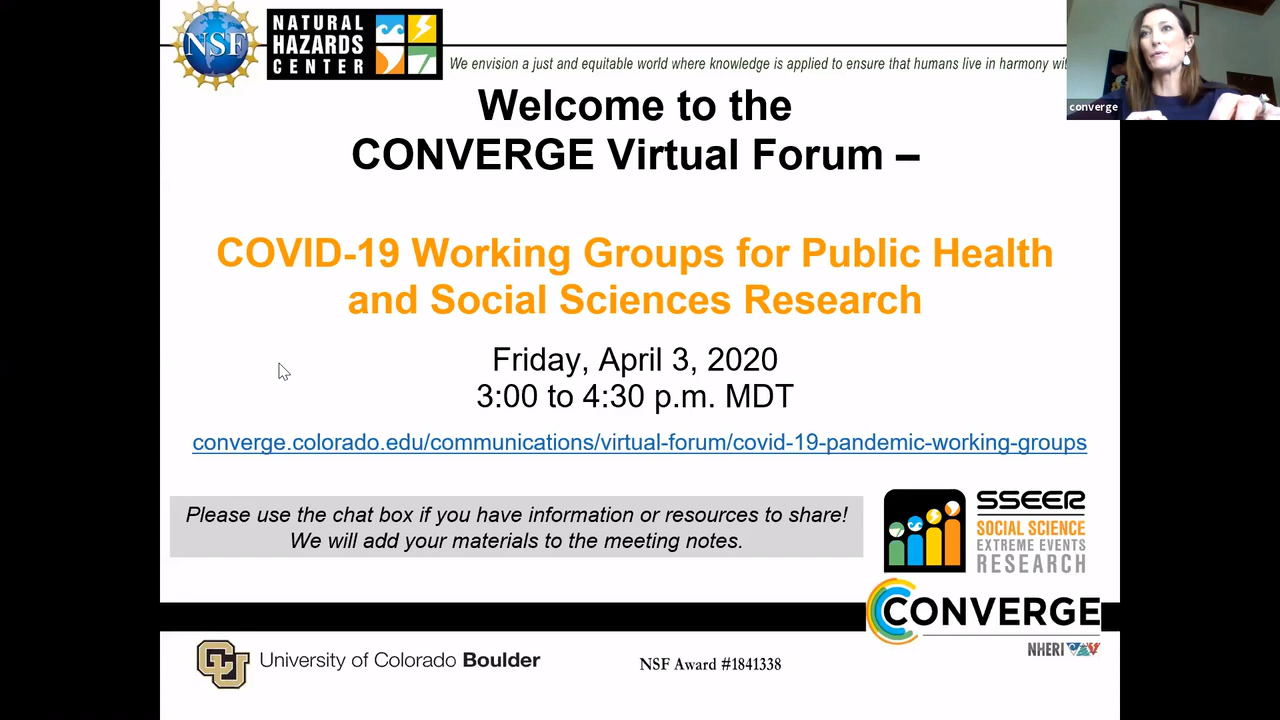 NSF
NATURAL
HAZARDS
CENTER
We envision a just and equitable world where knowledge is applied to ensure that humans live in harmony
converge
Welcome to the
CONVERGE Virtual Forum –
COVID-19 Working Groups for Public Health
and Social Sciences Research
Friday, April 3, 2020
3:00 to 4:30 p.m. MDT
converge.colorado.edu/communications/virtual-forum/covid-19-pandemic-working-groups
Please use the chat box if you have information or resources to share!
We will add your materials to the meeting notes.
SSEER
SOCIAL SCIENCE
EXTREME EVENTS
RESEARCH
CONVERGE
NHERI
CU
University of Colorado Boulder
NSF Award #1841338